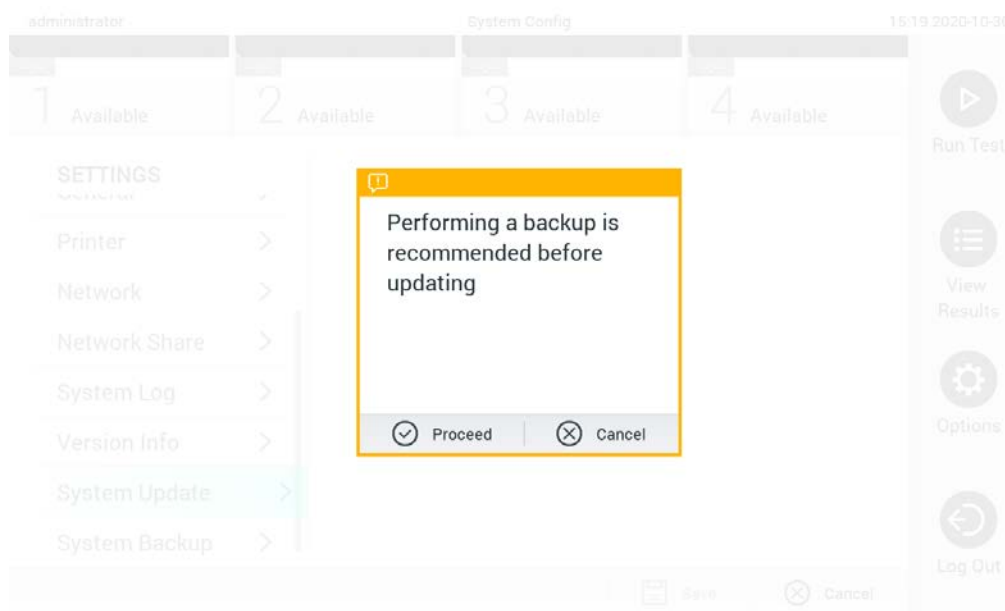 administrator
System Config
15:19 2020-10-30
1 Available
2 Available
3 Available
4 Available
Run Test
SETTINGS
General
Printer
Network
Network Share
System Log
Version Info
System Update
System Backup
Performing a backup is
recommended before
updating
Proceed
Cancel
View
Results
Options
Log Out
Save
Cancel